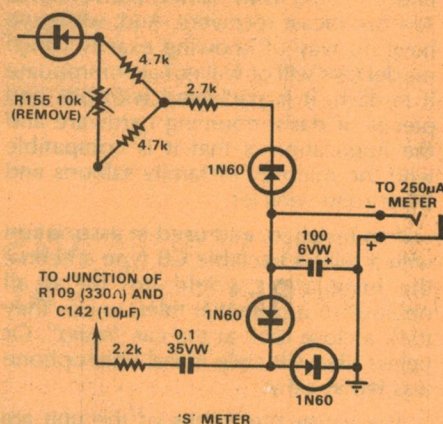 4.7k
2.7k
R155 10k
(REMOVE)
4.7k
1N60
TO 250µA
METER
–
+
100
6VW
+
TO JUNCTION OF
R109 (330Ω) AND
C142 (10µF)
1N60
0.1
35VW
2.2k
1N60
'S' METER